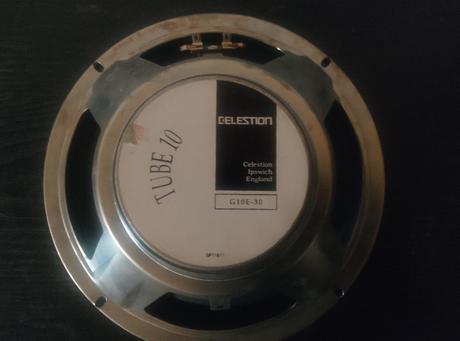 CELESTION
TUBE 10
Celestion
Ipswich
England
G10E-30